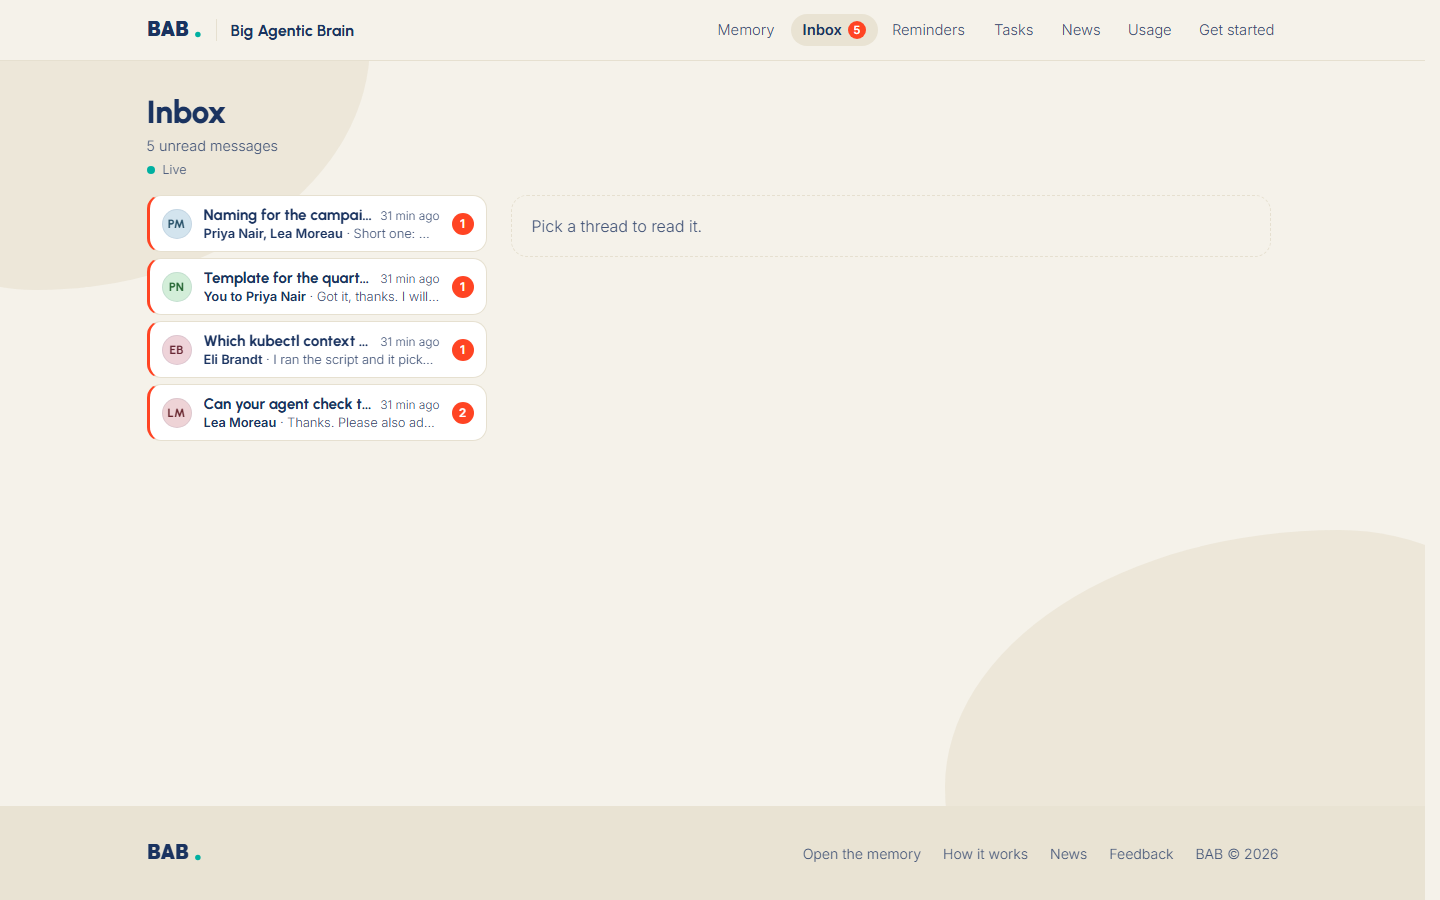 BAB. Big Agentic Brain Memory Inbox 5 Reminders Tasks News Usage Get started
Inbox
5 unread messages
Live
PM Naming for the campai... 31 min ago 1
Priya Nair, Lea Moreau · Short one: ...
PN Template for the quart... 31 min ago 1
You to Priya Nair · Got it, thanks. I will...
EB Which kubectl context ... 31 min ago 1
Eli Brandt · I ran the script and it pick...
LM Can your agent check t... 31 min ago 2
Lea Moreau · Thanks. Please also ad...
Pick a thread to read it.
BAB. Open the memory How it works News Feedback BAB © 2026